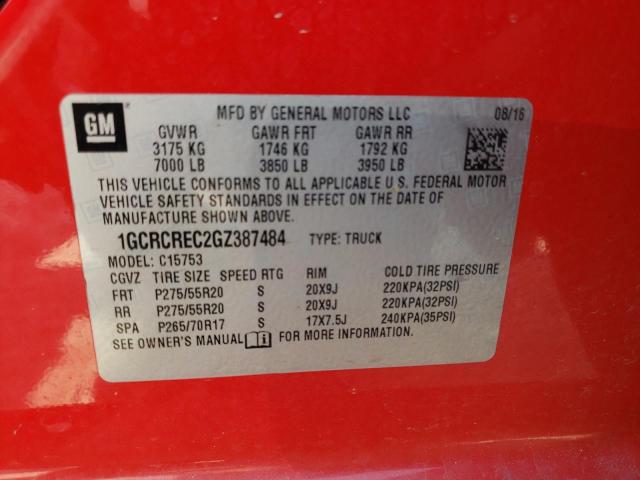 GM
MFD BY GENERAL MOTORS LLC 08/16
GVWR GAWR FRT GAWR RR
3175 KG 1746 KG 1792 KG
7000 LB 3850 LB 3950 LB
THIS VEHICLE CONFORMS TO ALL APPLICABLE U.S. FEDERAL MOTOR
VEHICLE SAFETY STANDARDS IN EFFECT ON THE DATE OF
MANUFACTURE SHOWN ABOVE.
1GCRCREC2GZ387484 TYPE: TRUCK
MODEL: C15753
CGVZ TIRE SIZE SPEED RTG RIM COLD TIRE PRESSURE
FRT P275/55R20 S 20X9J 220KPA(32PSI)
RR P275/55R20 S 20X9J 220KPA(32PSI)
SPA P265/70R17 S 17X7.5J 240KPA(35PSI)
SEE OWNER'S MANUAL FOR MORE INFORMATION.